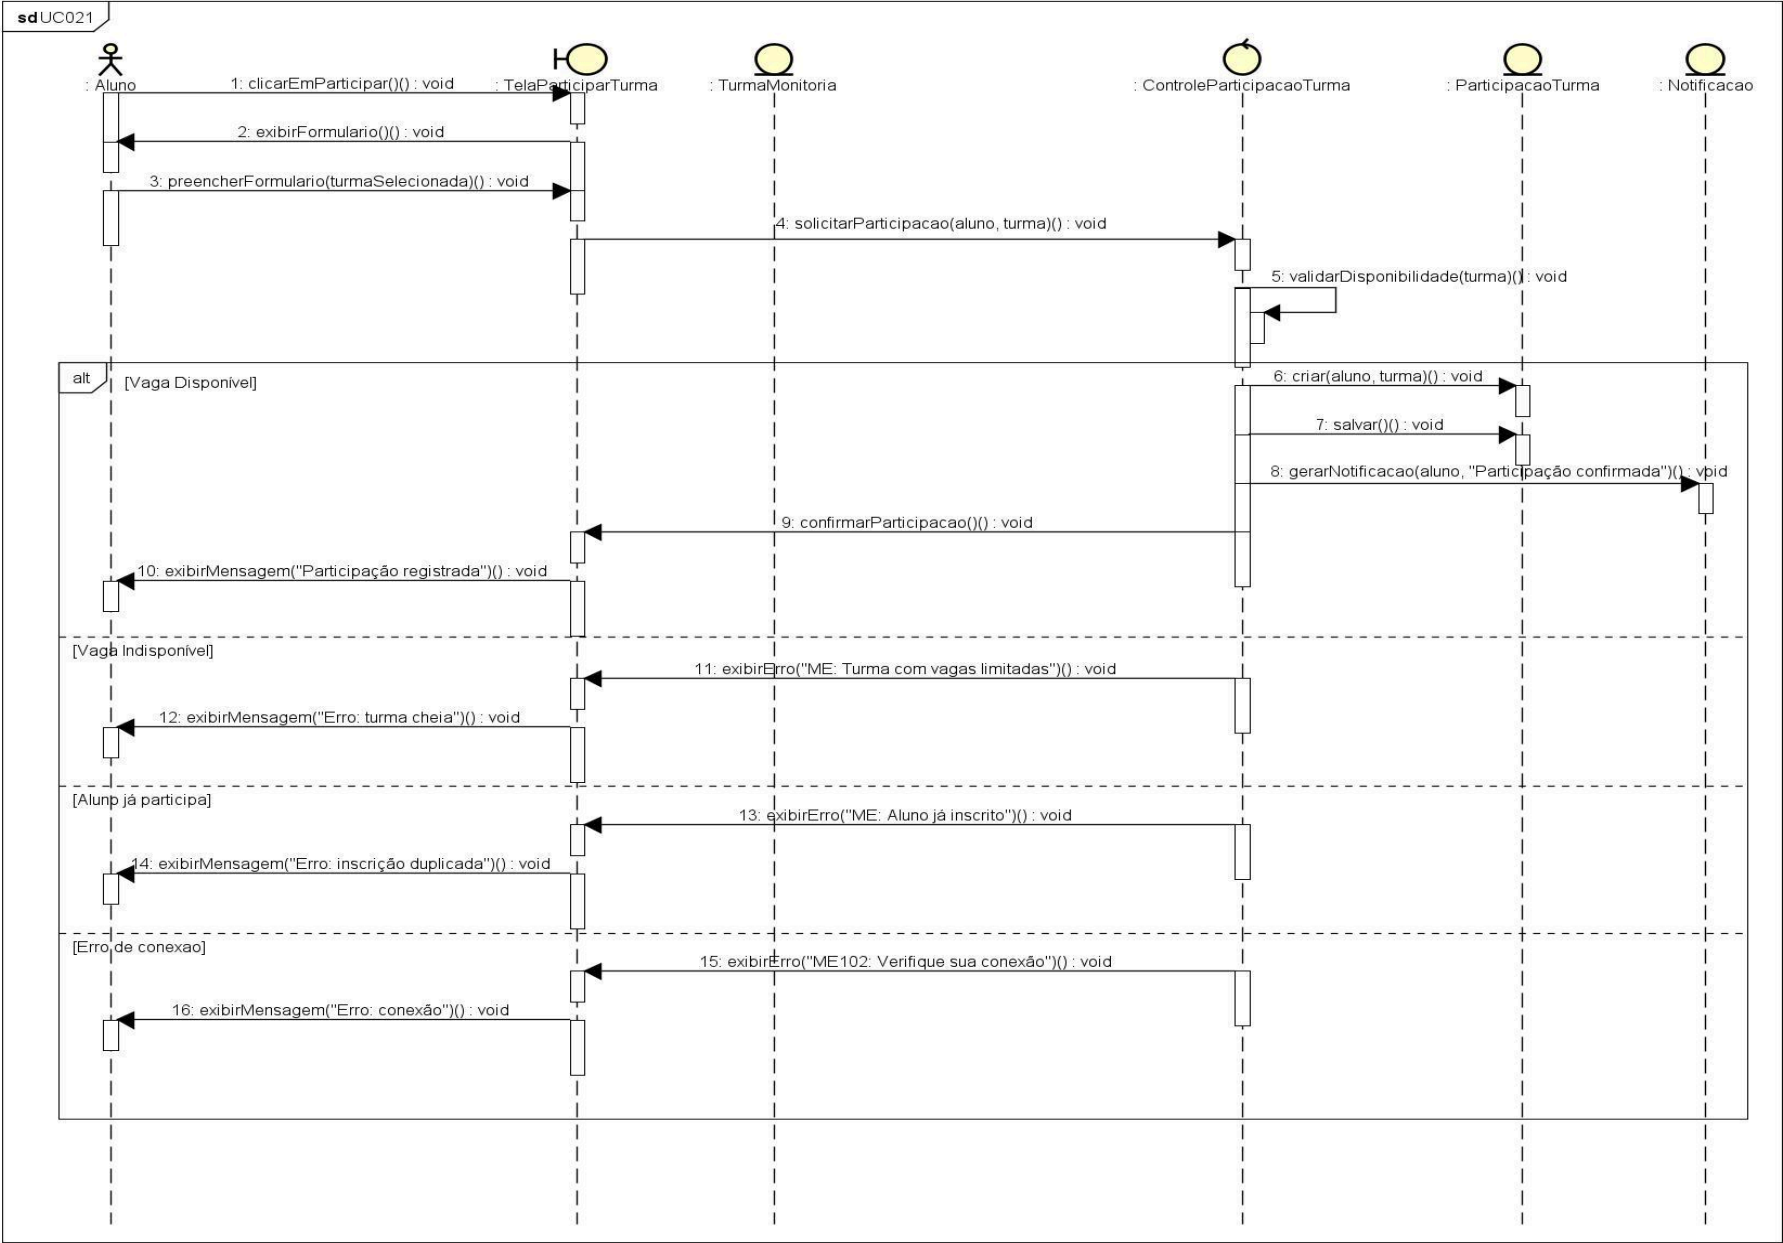 sd UC021
: Aluno
: TelaParticiparTurma
: TurmaMonitoria
: ControleParticipacaoTurma
: ParticipacaoTurma
: Notificacao
1: clicarEmParticipar()() : void
2: exibirFormulario()() : void
3: preencherFormulario(turmaSelecionada)() : void
4: solicitarParticipacao(aluno, turma)() : void
5: validarDisponibilidade(turma)() : void
alt
[Vaga Disponível]
6: criar(aluno, turma)() : void
7: salvar()() : void
8: gerarNotificacao(aluno, "Participação confirmada")() : void
9: confirmarParticipacao()() : void
10: exibirMensagem("Participação registrada")() : void
[Vaga Indisponível]
11: exibirErro("ME: Turma com vagas limitadas")() : void
12: exibirMensagem("Erro: turma cheia")() : void
[Aluno já participa]
13: exibirErro("ME: Aluno já inscrito")() : void
14: exibirMensagem("Erro: inscrição duplicada")() : void
[Erro de conexao]
15: exibirErro("ME102: Verifique sua conexão")() : void
16: exibirMensagem("Erro: conexão")() : void